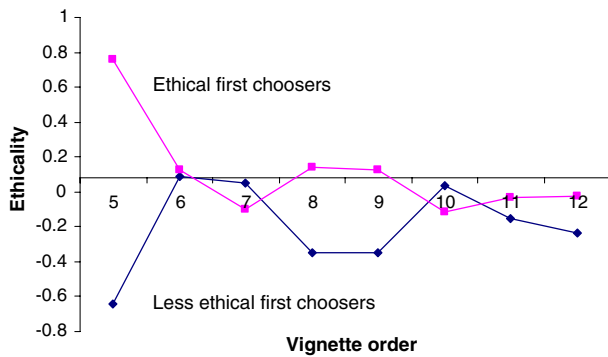 1
0.8
0.6
0.4
0.2
0
-0.2
-0.4
-0.6
-0.8
Ethicality
Ethical first choosers
5 6 7 8 9 10 11 12
Less ethical first choosers
Vignette order